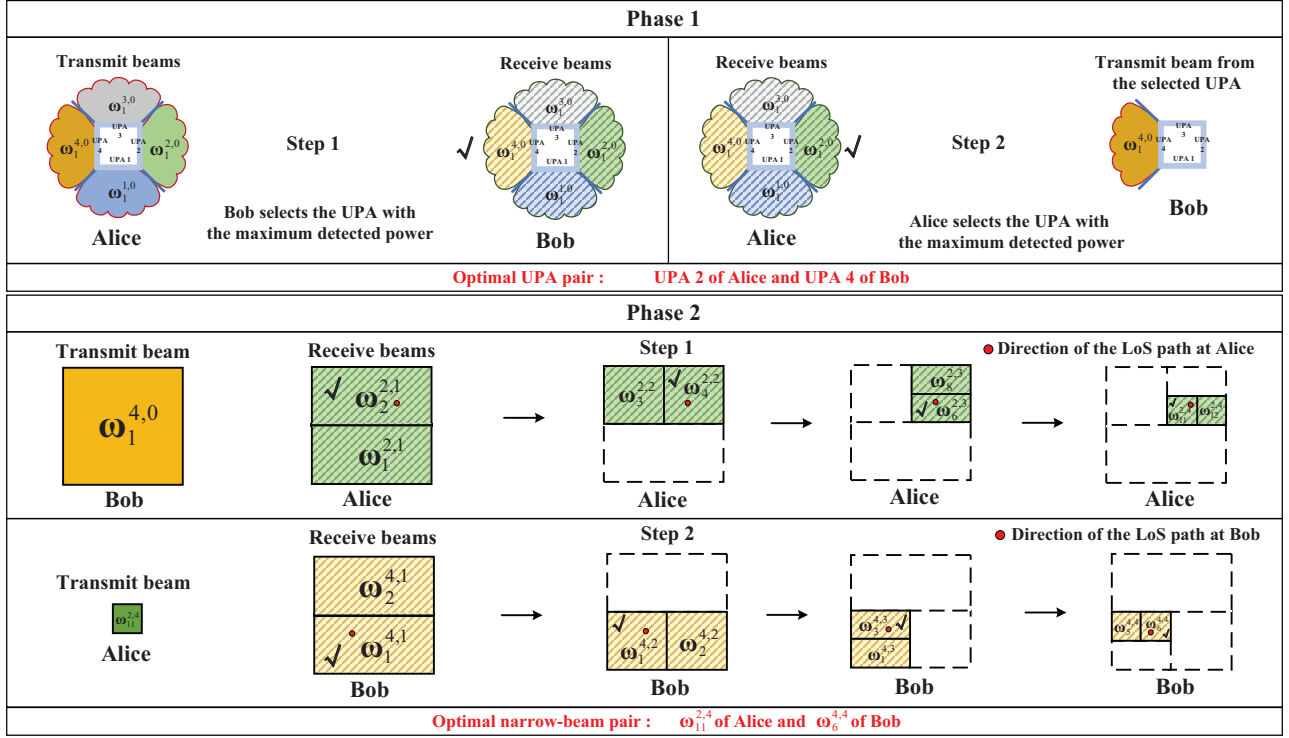 Phase 1
Transmit beams
ω₁^{3,0}
ω₁^{4,0}
ω₁^{2,0}
ω₁^{1,0}
UPA 3
UPA 4
UPA 2
UPA 1
Alice
Step 1
Bob selects the UPA with
the maximum detected power
Receive beams
√
ω₁^{3,0}
ω₁^{4,0}
ω₁^{2,0}
ω₁^{1,0}
UPA 3
UPA 4
UPA 2
UPA 1
Bob
Receive beams
ω₁^{3,0}
ω₁^{4,0}
ω₁^{2,0}
ω₁^{1,0}
UPA 3
UPA 4
UPA 2
UPA 1
√
Alice
Step 2
Alice selects the UPA with
the maximum detected power
Transmit beam from
the selected UPA
ω₁^{4,0}
UPA 3
UPA 4
UPA 2
UPA 1
Bob
Optimal UPA pair : UPA 2 of Alice and UPA 4 of Bob
Phase 2
Transmit beam
ω₁^{4,0}
Bob
Receive beams
√ ω₂^{2,1}
ω₁^{2,1}
Alice
Step 1
ω₃^{2,2} √ ω₄^{2,2}
Alice
ω₈^{2,3}
√ ω₆^{2,3}
Alice
Direction of the LoS path at Alice
√ ω₁₁^{2,4} ω₁₂^{2,4}
Alice
Transmit beam
ω₁₁^{2,4}
Alice
Receive beams
ω₂^{4,1}
√ ω₁^{4,1}
Bob
Step 2
√ ω₁^{4,2} ω₂^{4,2}
Bob
ω₃^{4,3} √
ω₁^{4,3}
Bob
Direction of the LoS path at Bob
ω₅^{4,4} ω₆^{4,4} √
Bob
Optimal narrow-beam pair : ω₁₁^{2,4} of Alice and ω₆^{4,4} of Bob